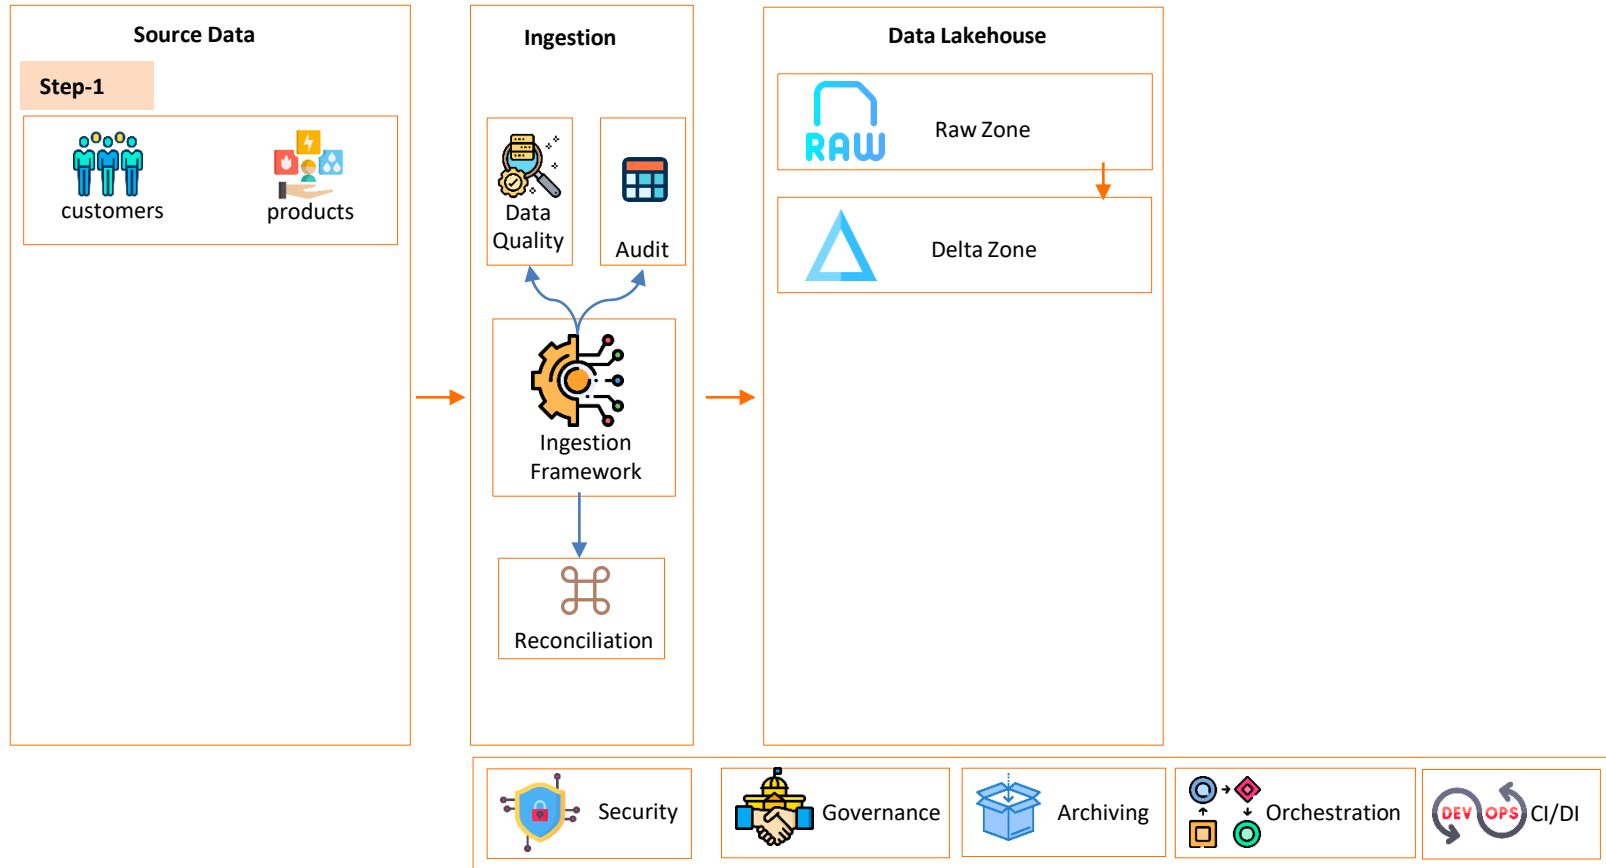 Source Data
Step-1
customers
products
Ingestion
Data
Quality
Audit
Ingestion
Framework
Reconciliation
Data Lakehouse
RAW
Raw Zone
Delta Zone
Security
Governance
Archiving
Orchestration
DEV OPS
CI/DI